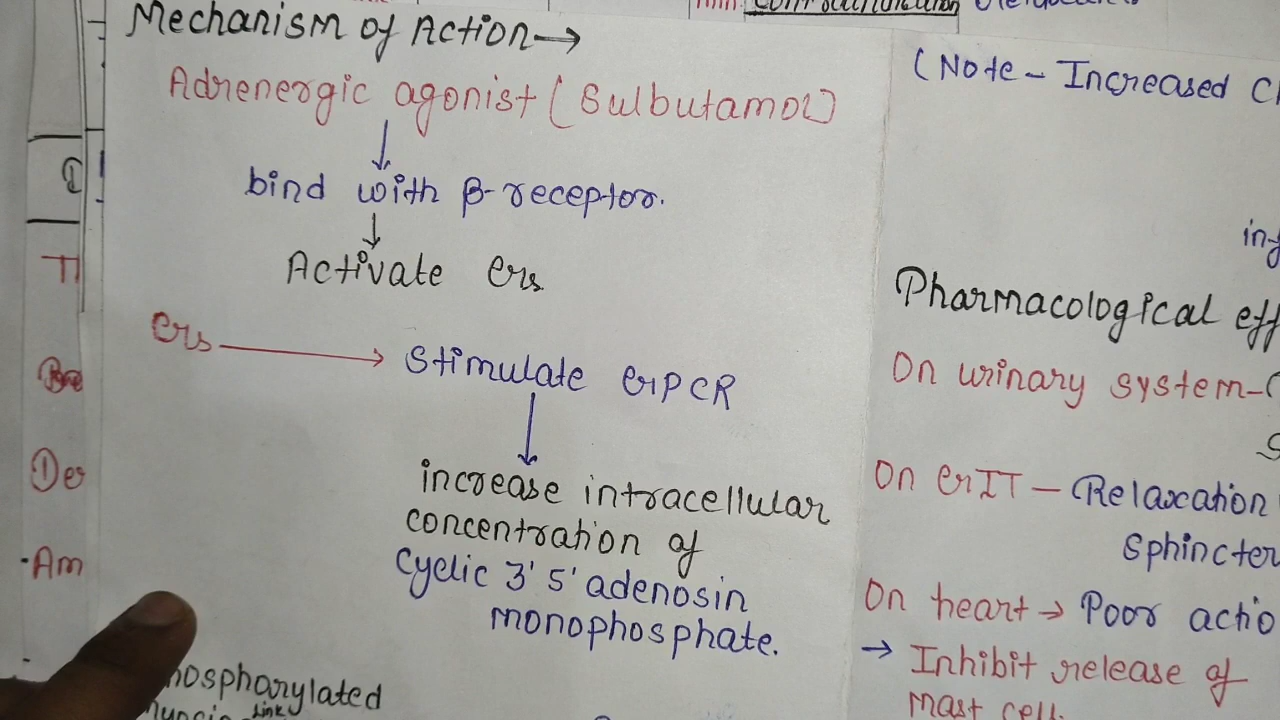 Mechanism of Action→
Adrenergic agonist (Salbutamol)
↓
bind with β-receptor.
↓
Activate Gs
Gs → Stimulate GPCR
↓
increase intracellular
concentration of
Cyclic 3' 5' adenosin
monophosphate.
Am
(Note - Increased
Pharmacological
On urinary system-
On GIT - Relaxation
Sphincter
On heart → Poor
→ Inhibit release of
mast cell.